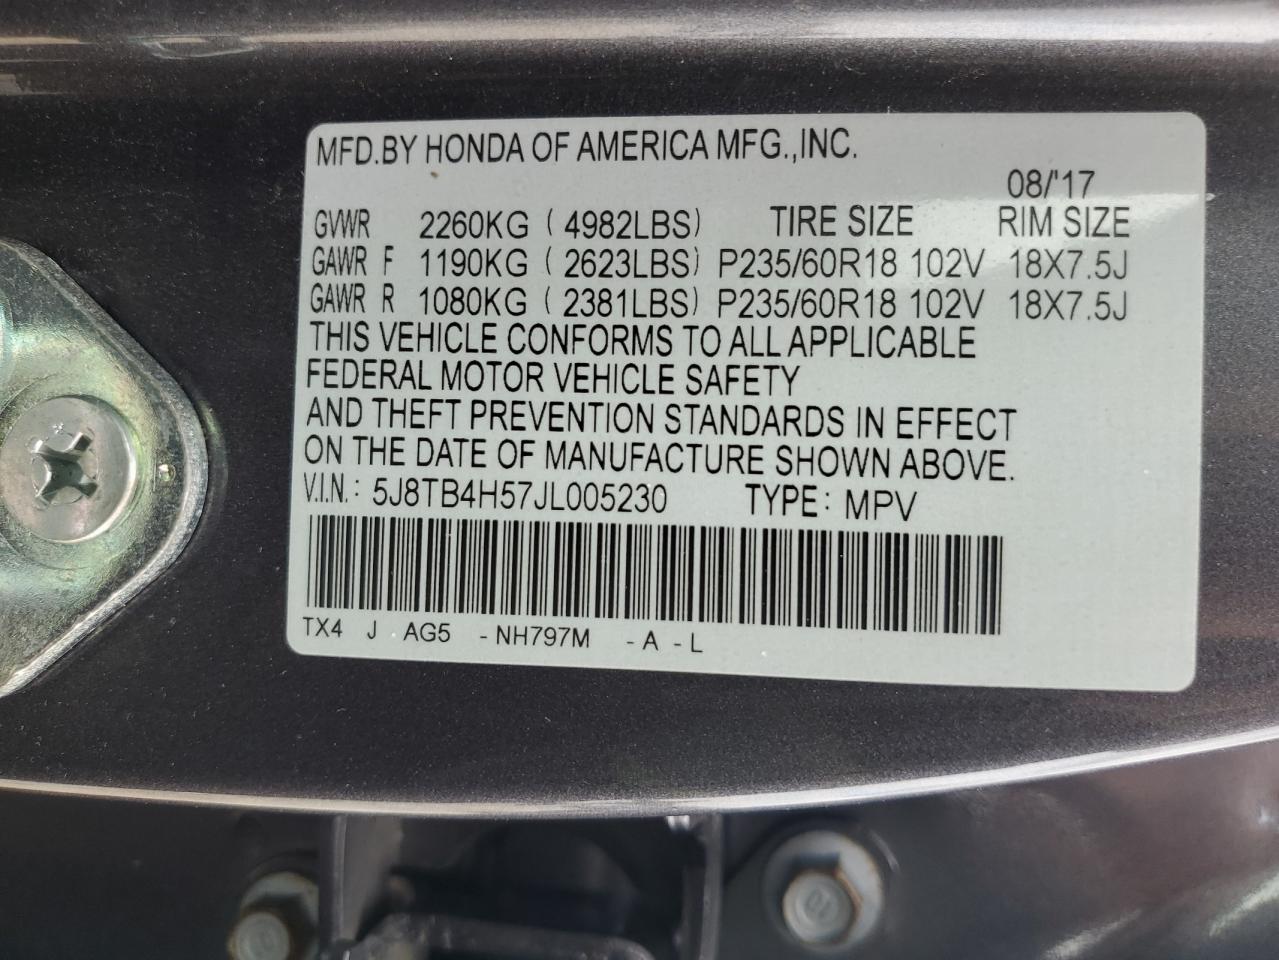 MFD.BY HONDA OF AMERICA MFG.,INC.
08/'17
GVWR 2260KG ( 4982LBS) TIRE SIZE RIM SIZE
GAWR F 1190KG ( 2623LBS) P235/60R18 102V 18X7.5J
GAWR R 1080KG ( 2381LBS) P235/60R18 102V 18X7.5J
THIS VEHICLE CONFORMS TO ALL APPLICABLE
FEDERAL MOTOR VEHICLE SAFETY
AND THEFT PREVENTION STANDARDS IN EFFECT
ON THE DATE OF MANUFACTURE SHOWN ABOVE.
V.I.N.: 5J8TB4H57JL005230 TYPE: MPV
TX4 J AG5 -NH797M -A -L